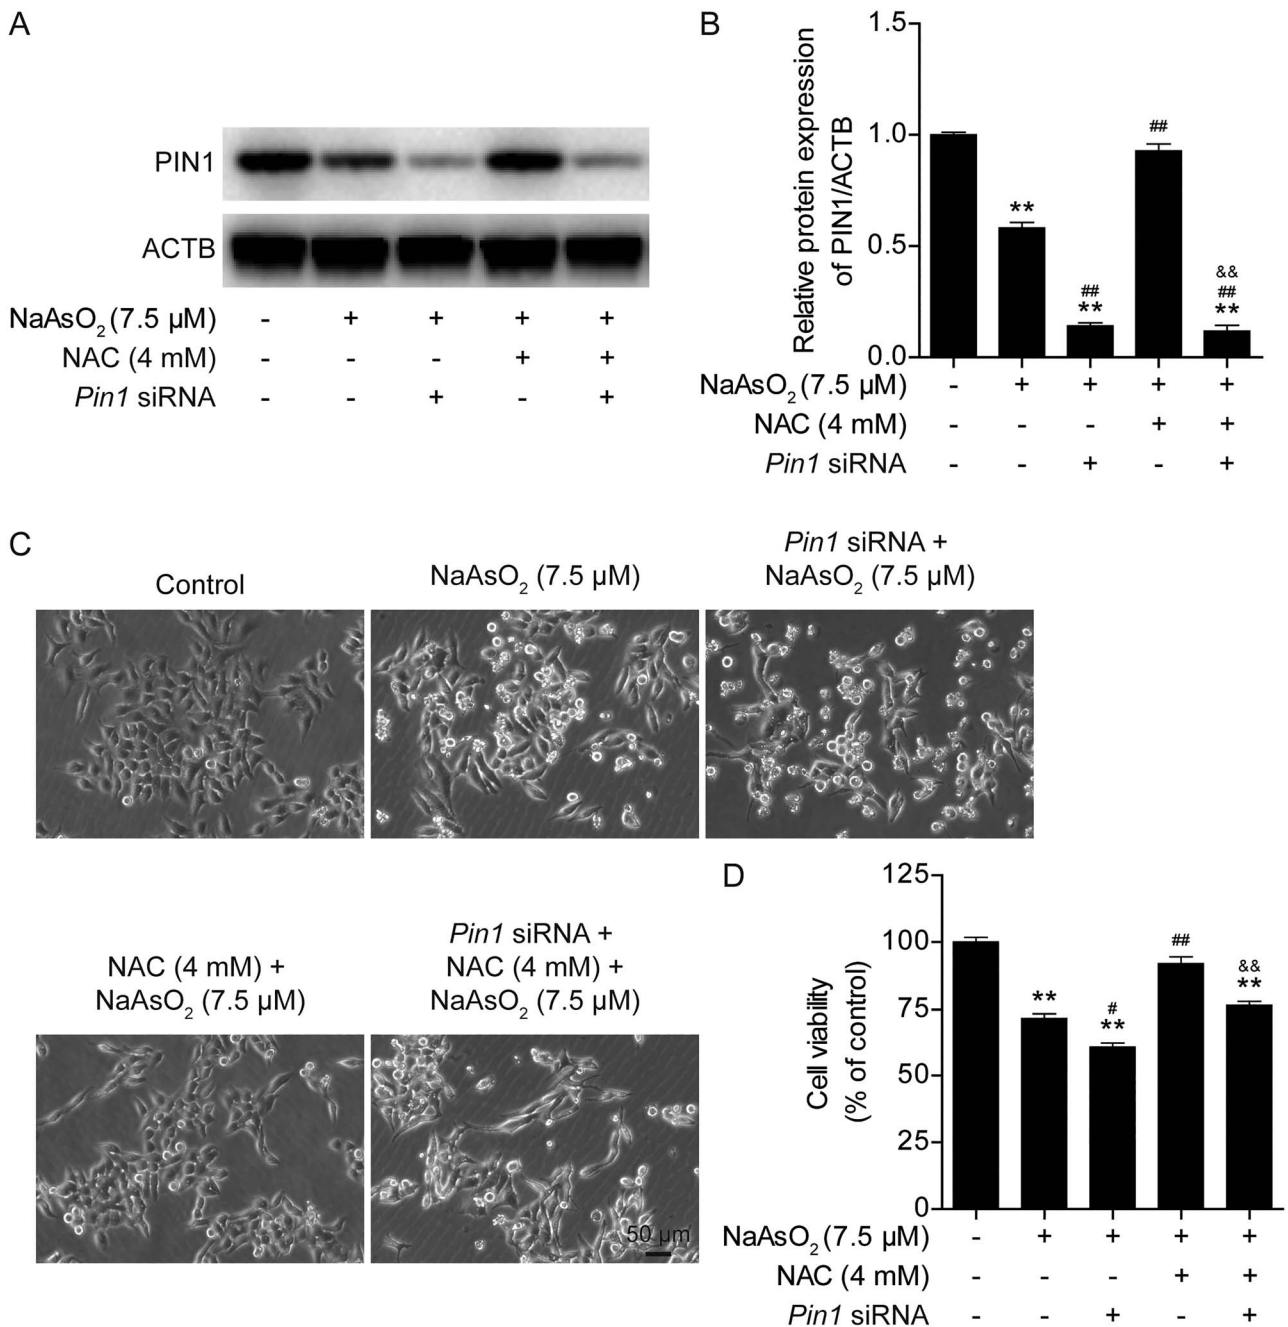 A
PIN1
ACTB
NaAsO₂ (7.5 µM) - + + + +
NAC (4 mM) - - - + +
Pin1 siRNA - - + - +
B
Relative protein expression
of PIN1/ACTB
1.5
1.0
0.5
0.0
**
##
**
##
&&
##
**
NaAsO₂ (7.5 µM) - + + + +
NAC (4 mM) - - - + +
Pin1 siRNA - - + - +
C
Control
NaAsO₂ (7.5 µM)
Pin1 siRNA +
NaAsO₂ (7.5 µM)
NAC (4 mM) +
NaAsO₂ (7.5 µM)
Pin1 siRNA +
NAC (4 mM) +
NaAsO₂ (7.5 µM)
50 µm
D
Cell viability
(% of control)
125
100
75
50
25
0
**
#
**
##
&&
**
NaAsO₂ (7.5 µM) - + + + +
NAC (4 mM) - - - + +
Pin1 siRNA - - + - +